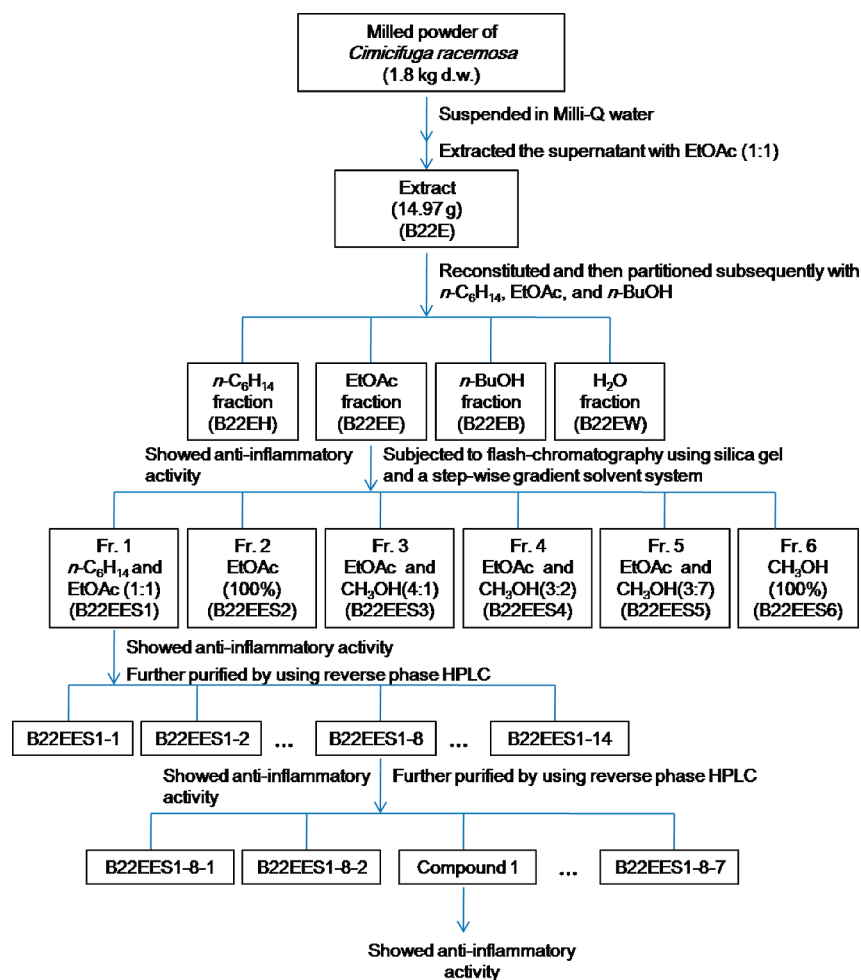 Milled powder of
Cimicifuga racemosa
(1.8 kg d.w.)
Suspended in Milli-Q water
Extracted the supernatant with EtOAc (1:1)
Extract
(14.97 g)
(B22E)
Reconstituted and then partitioned subsequently with
n-C₆H₁₄, EtOAc, and n-BuOH
n-C₆H₁₄
fraction
(B22EH)
EtOAc
fraction
(B22EE)
n-BuOH
fraction
(B22EB)
H₂O
fraction
(B22EW)
Showed anti-inflammatory
activity
Subjected to flash-chromatography using silica gel
and a step-wise gradient solvent system
Fr. 1
n-C₆H₁₄ and
EtOAc (1:1)
(B22EES1)
Fr. 2
EtOAc
(100%)
(B22EES2)
Fr. 3
EtOAc and
CH₃OH(4:1)
(B22EES3)
Fr. 4
EtOAc and
CH₃OH(3:2)
(B22EES4)
Fr. 5
EtOAc and
CH₃OH(3:7)
(B22EES5)
Fr. 6
CH₃OH
(100%)
(B22EES6)
Showed anti-inflammatory activity
Further purified by using reverse phase HPLC
B22EES1-1
B22EES1-2
...
B22EES1-8
...
B22EES1-14
Showed anti-inflammatory
activity
Further purified by using reverse phase HPLC
B22EES1-8-1
B22EES1-8-2
Compound 1
...
B22EES1-8-7
Showed anti-inflammatory
activity